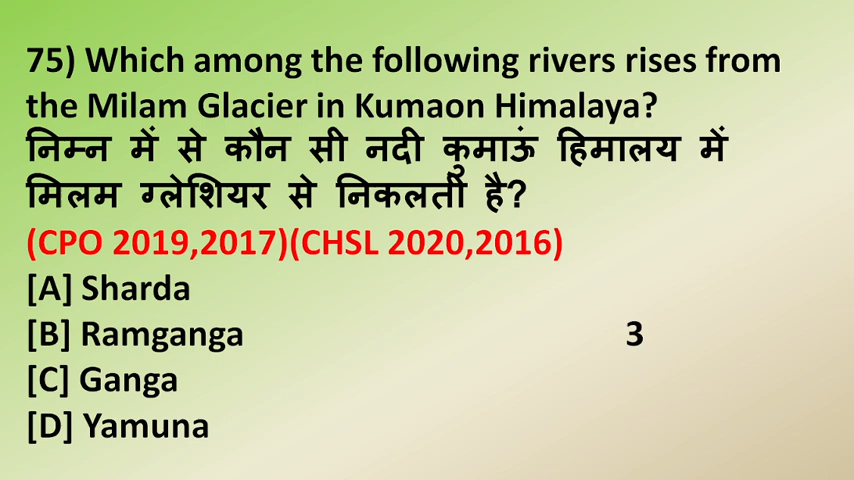 75) Which among the following rivers rises from
the Milam Glacier in Kumaon Himalaya?
निम्न में से कौन सी नदी कुमाऊं हिमालय में
मिलम ग्लेशियर से निकलती है?
(CPO 2019,2017)(CHSL 2020,2016)
[A] Sharda
[B] Ramganga 3
[C] Ganga
[D] Yamuna